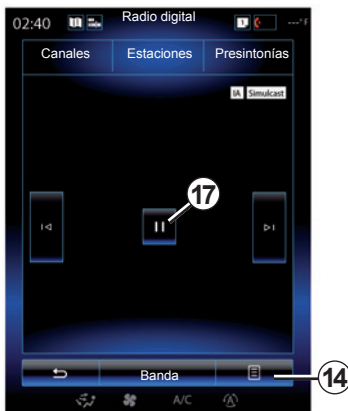 02:40 Radio digital ---°F
Canales Estaciones Presintonías
IA Simulcast
17
Banda
14
A/C